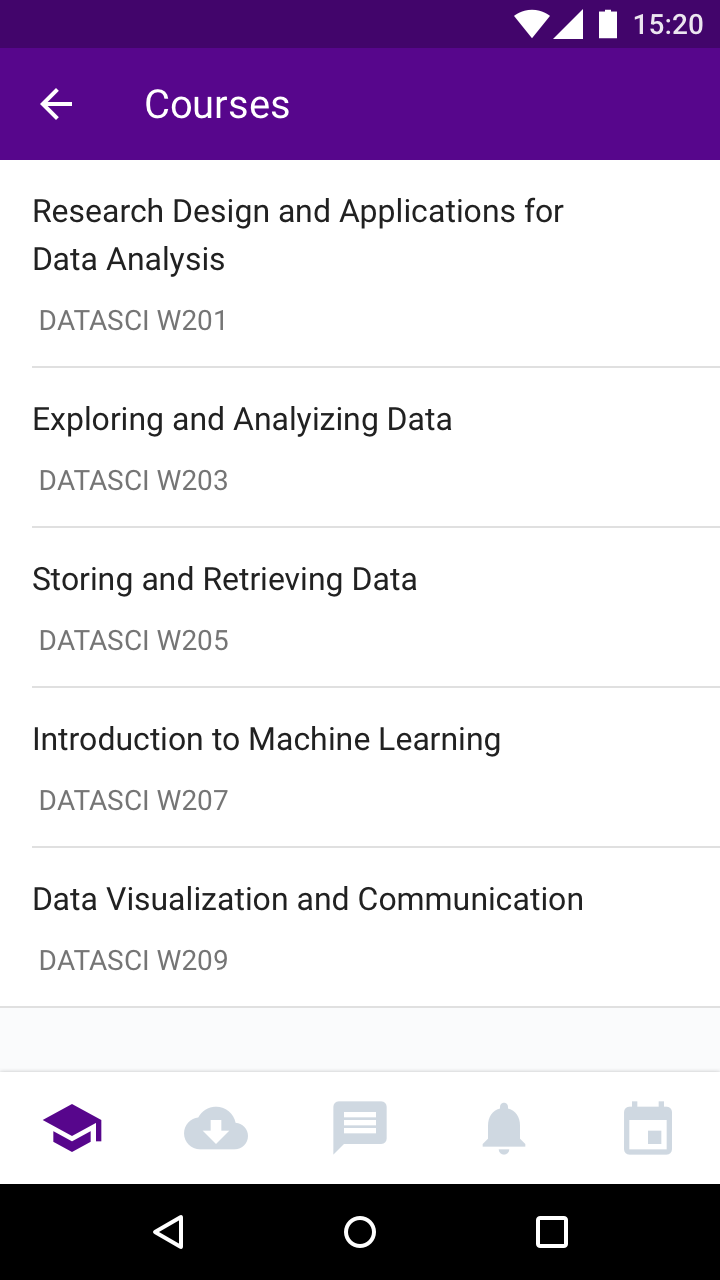 15:20
Courses
Research Design and Applications for
Data Analysis
DATASCI W201
Exploring and Analyizing Data
DATASCI W203
Storing and Retrieving Data
DATASCI W205
Introduction to Machine Learning
DATASCI W207
Data Visualization and Communication
DATASCI W209